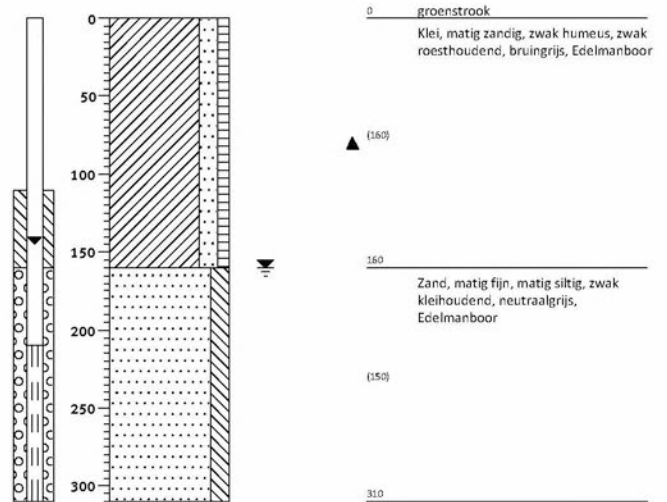 0
50
100
150
200
250
300
0 groenstrook
Klei, matig zandig, zwak humeus, zwak
roesthoudend, bruingrijs, Edelmanboor
(160)
160
Zand, matig fijn, matig siltig, zwak
kleihoudend, neutraalgrijs,
Edelmanboor
(150)
310